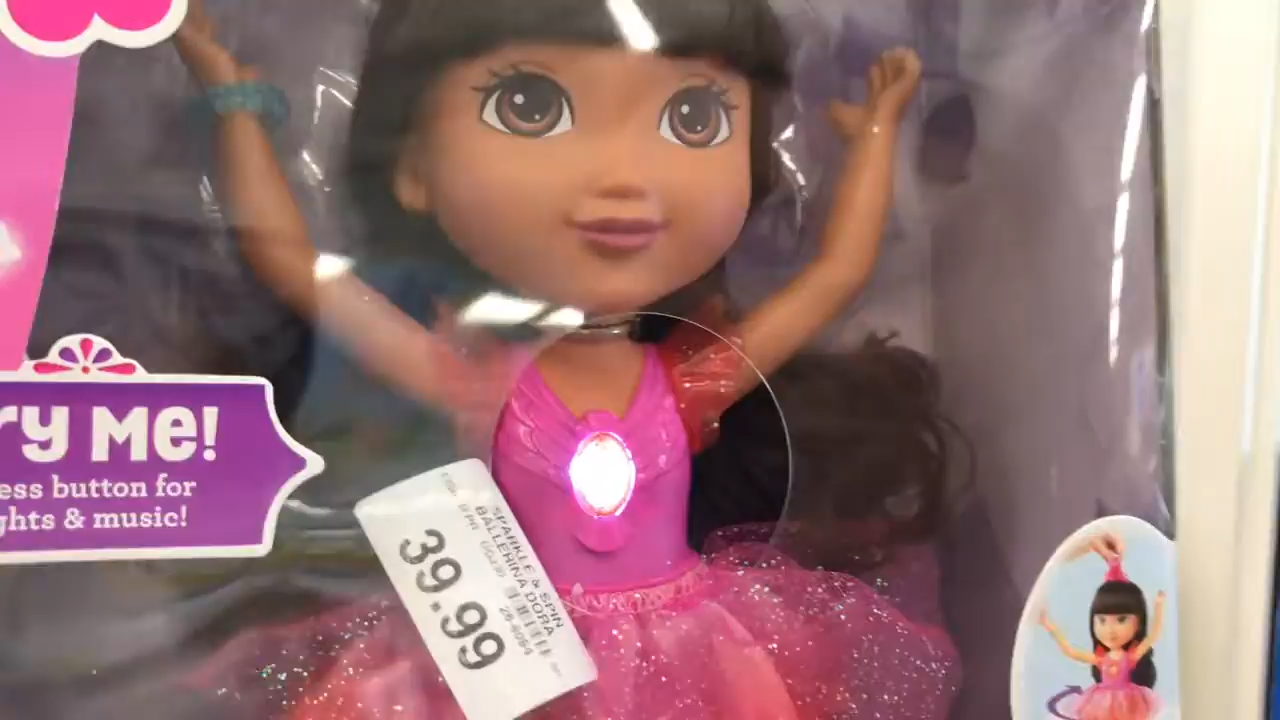 ry Me!
ess button for
ghts & music!
SPARKLE & SPIN
BALLERINA DORA
39.99